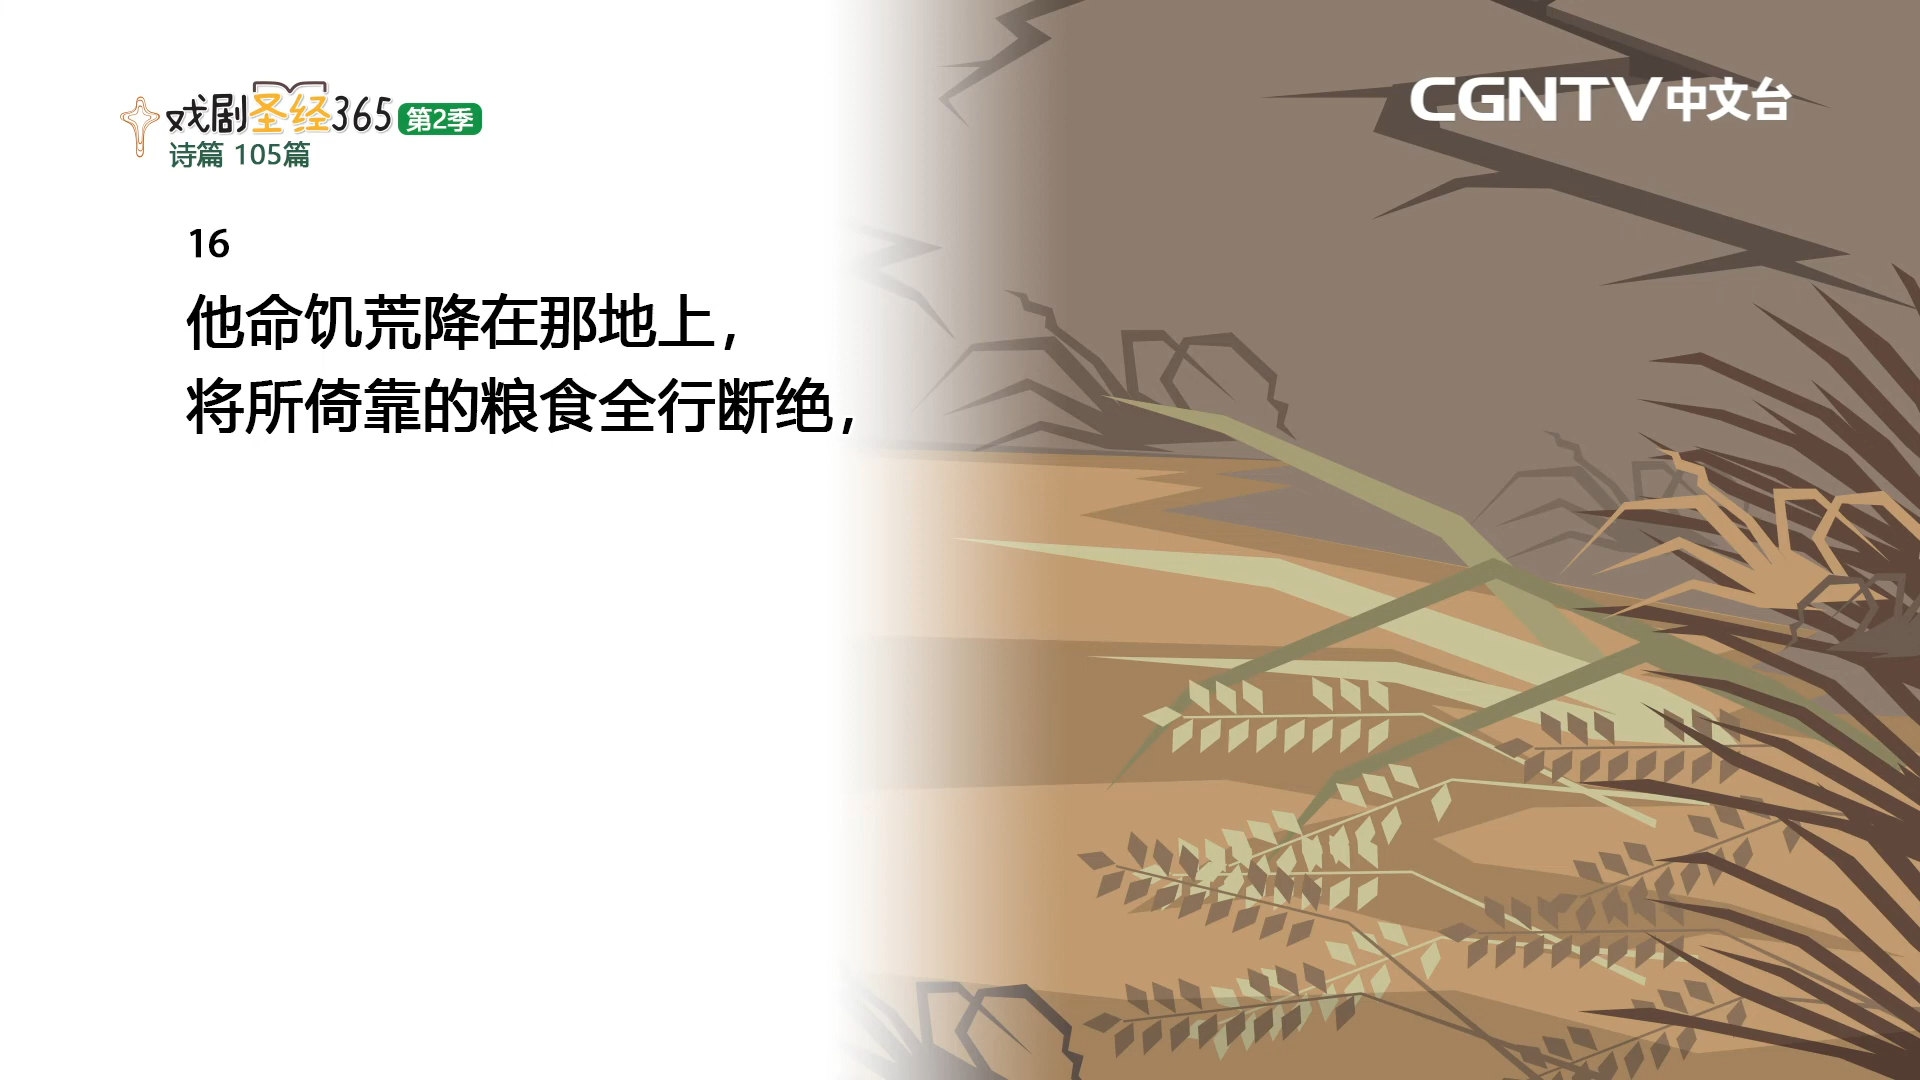 戏剧圣经365 第2季
CGNTV中文台
诗篇 105篇
16
他命饥荒降在那地上，
将所倚靠的粮食全行断绝，